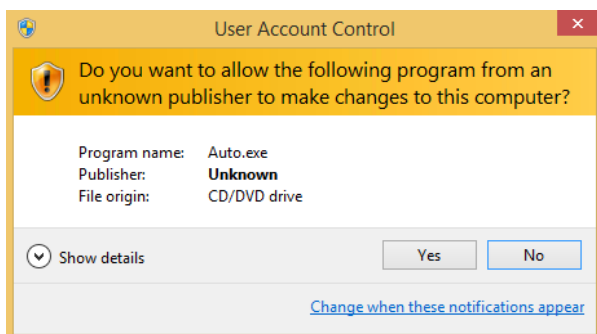 User Account Control
Do you want to allow the following program from an
unknown publisher to make changes to this computer?
Program name: Auto.exe
Publisher: Unknown
File origin: CD/DVD drive
Show details Yes No
Change when these notifications appear